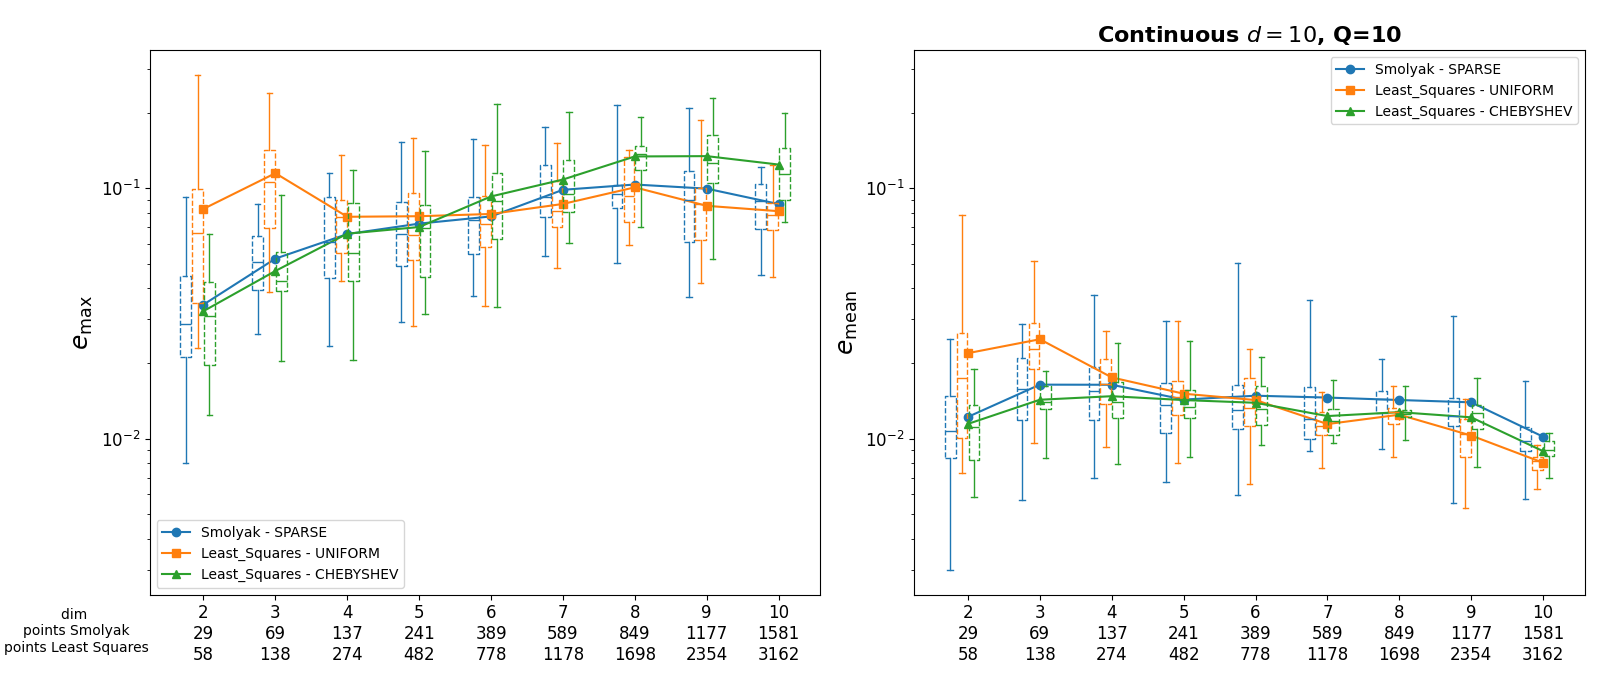 Continuous d = 10, Q=10
e_max
10⁻¹
10⁻²
Smolyak - SPARSE
Least_Squares - UNIFORM
Least_Squares - CHEBYSHEV
dim
points Smolyak
points Least Squares
2 3 4 5 6 7 8 9 10
29 69 137 241 389 589 849 1177 1581
58 138 274 482 778 1178 1698 2354 3162
e_mean
10⁻¹
10⁻²
Smolyak - SPARSE
Least_Squares - UNIFORM
Least_Squares - CHEBYSHEV
2 3 4 5 6 7 8 9 10
29 69 137 241 389 589 849 1177 1581
58 138 274 482 778 1178 1698 2354 3162